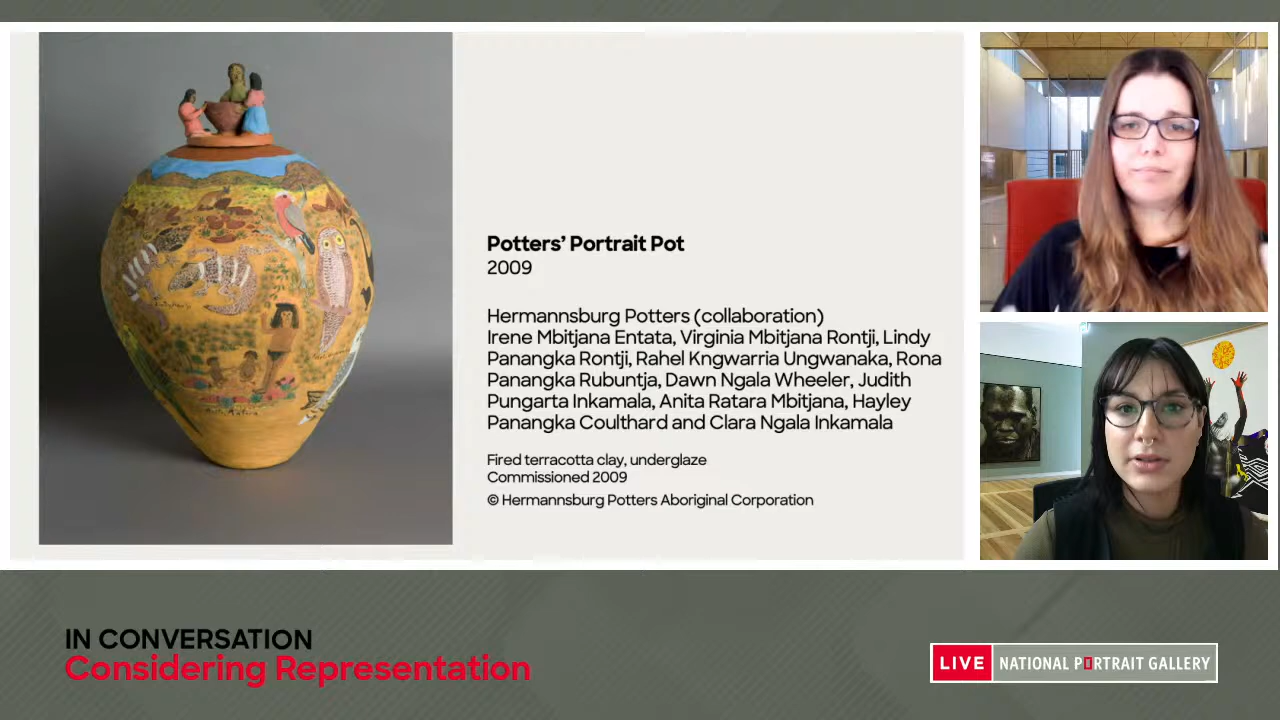 Potters' Portrait Pot
2009
Hermannsburg Potters (collaboration)
Irene Mbitjana Entata, Virginia Mbitjana Rontji, Lindy
Panangka Rontji, Rahel Kngwarria Ungwanaka, Rona
Panangka Rubuntja, Dawn Ngala Wheeler, Judith
Pungarta Inkamala, Anita Ratara Mbitjana, Hayley
Panangka Coulthard and Clara Ngala Inkamala
Fired terracotta clay, underglaze
Commissioned 2009
© Hermannsburg Potters Aboriginal Corporation
IN CONVERSATION
Considering Representation
LIVE NATIONAL PORTRAIT GALLERY